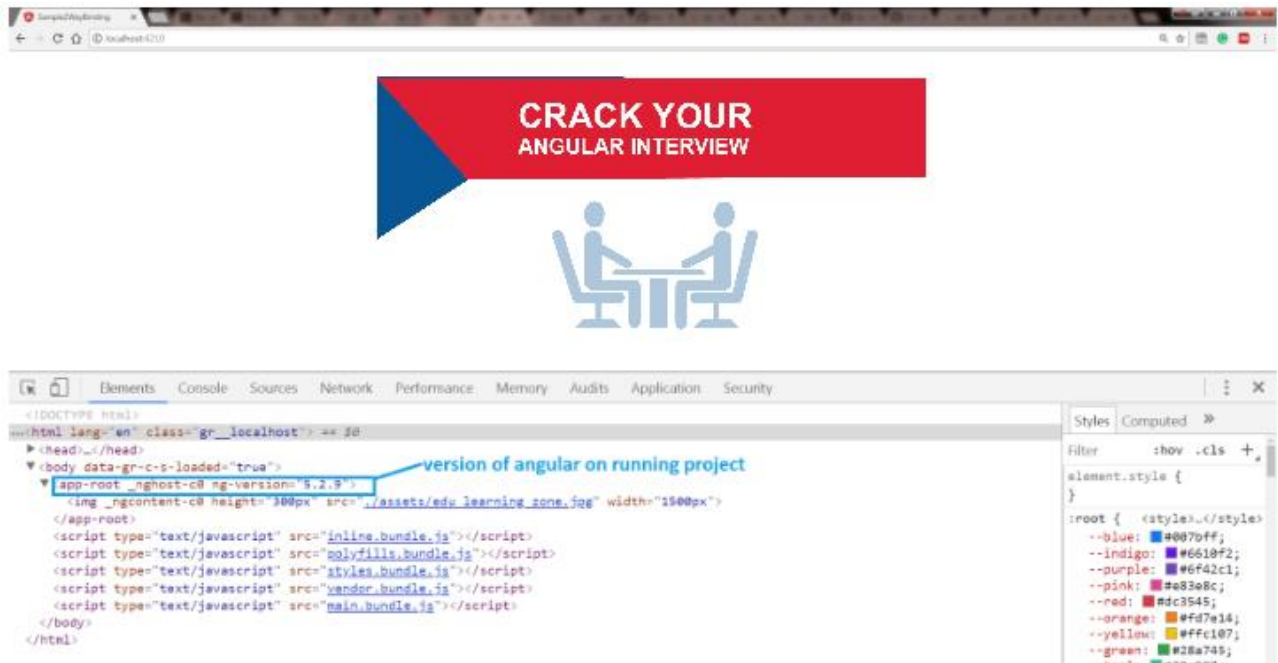 Sample2WayBinding
localhost:4210
CRACK YOUR
ANGULAR INTERVIEW
Elements Console Sources Network Performance Memory Audits Application Security
<!DOCTYPE html>
<html lang="en" class="gr__localhost"> == $0
<head>…</head>
<body data-gr-c-s-loaded="true">
version of angular on running project
<app-root _nghost-c0 ng-version="5.2.9">
<img _ngcontent-c0 height="300px" src="./assets/edu_learning_zone.jpg" width="1500px">
</app-root>
<script type="text/javascript" src="inline.bundle.js"></script>
<script type="text/javascript" src="polyfills.bundle.js"></script>
<script type="text/javascript" src="styles.bundle.js"></script>
<script type="text/javascript" src="vendor.bundle.js"></script>
<script type="text/javascript" src="main.bundle.js"></script>
</body>
</html>
Styles Computed »
Filter :hov .cls +
element.style {
}
:root { <style>…</style>
--blue: #007bff;
--indigo: #6610f2;
--purple: #6f42c1;
--pink: #e83e8c;
--red: #dc3545;
--orange: #fd7e14;
--yellow: #ffc107;
--green: #28a745;